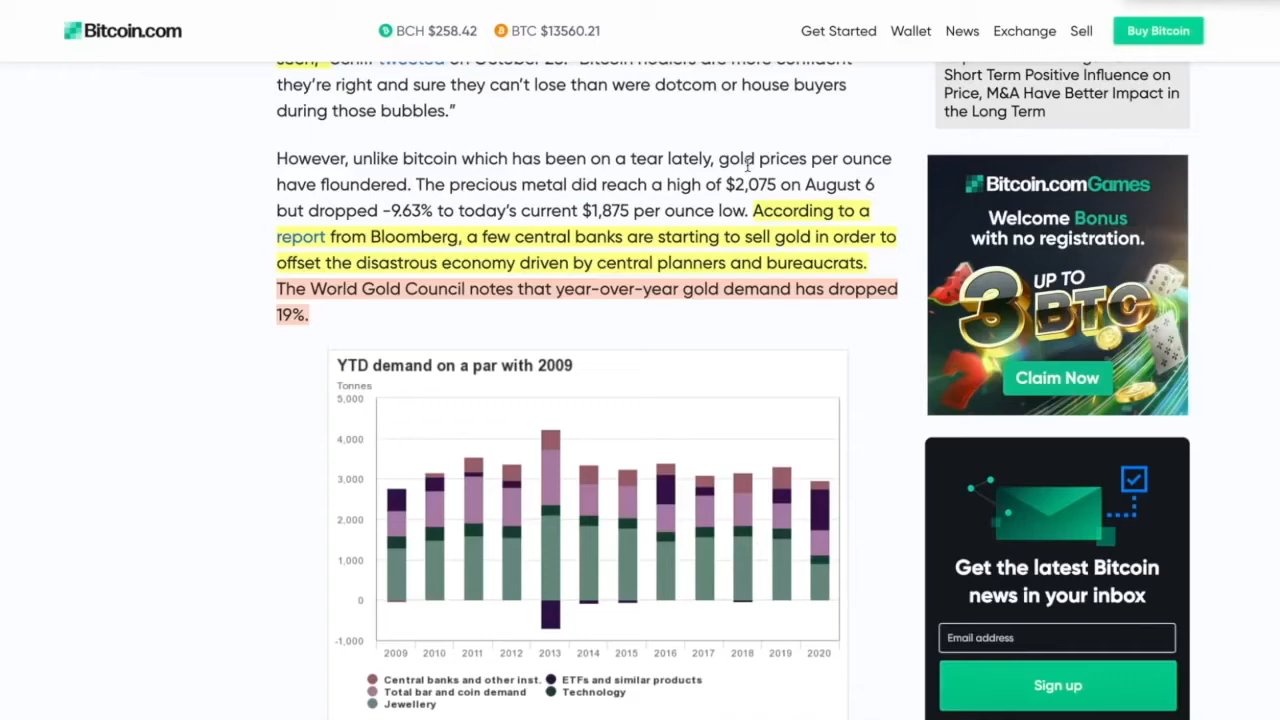 Bitcoin.com
BCH $258.42 BTC $13560.21
Get Started Wallet News Exchange Sell Buy Bitcoin
tweeted on October
they’re right and sure they can’t lose than were dotcom or house buyers
during those bubbles.”
However, unlike bitcoin which has been on a tear lately, gold prices per ounce
have floundered. The precious metal did reach a high of $2,075 on August 6
but dropped -9.63% to today’s current $1,875 per ounce low. According to a
report from Bloomberg, a few central banks are starting to sell gold in order to
offset the disastrous economy driven by central planners and bureaucrats.
The World Gold Council notes that year-over-year gold demand has dropped
19%.
YTD demand on a par with 2009
Tonnes
5,000
4,000
3,000
2,000
1,000
0
-1,000
2009 2010 2011 2012 2013 2014 2015 2016 2017 2018 2019 2020
Central banks and other inst. ETFs and similar products
Total bar and coin demand Technology
Jewellery
Short Term Positive Influence on
Price, M&A Have Better Impact in
the Long Term
Bitcoin.com Games
Welcome Bonus
with no registration.
UP TO
3 BTC
Claim Now
Get the latest Bitcoin
news in your inbox
Email address
Sign up